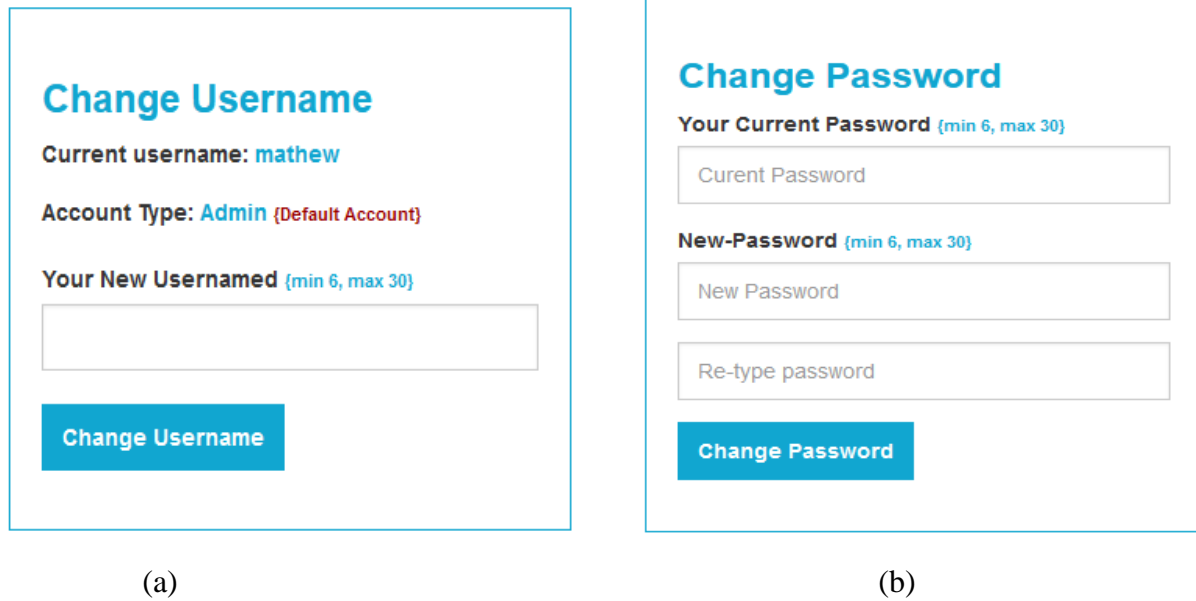 Change Username
Current username: mathew
Account Type: Admin {Default Account}
Your New Usernamed {min 6, max 30}
Change Username
(a)
Change Password
Your Current Password {min 6, max 30}
Curent Password
New-Password {min 6, max 30}
New Password
Re-type password
Change Password
(b)